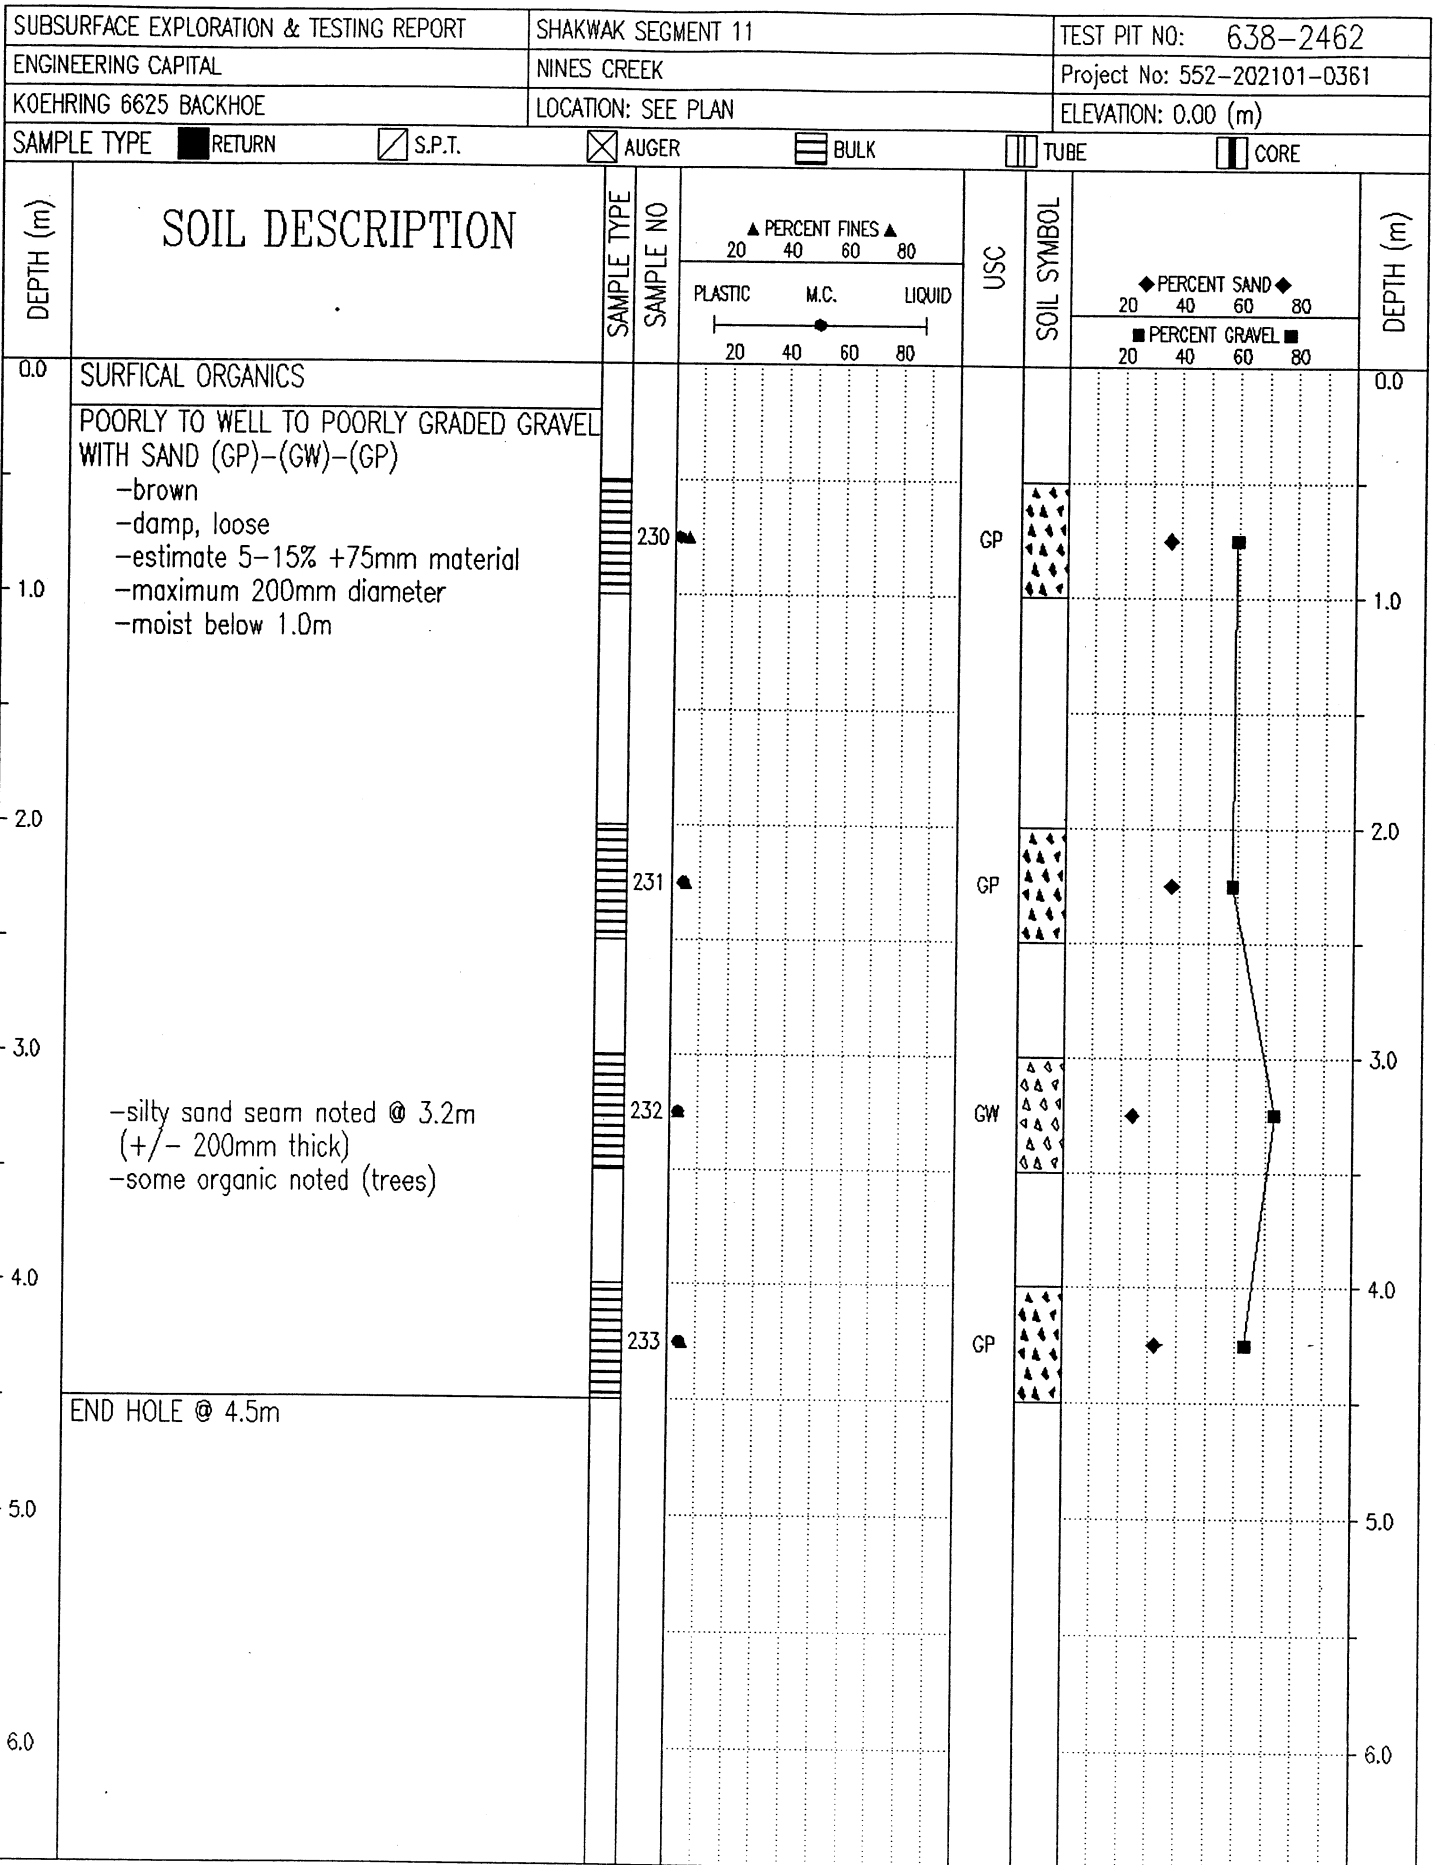 SUBSURFACE EXPLORATION & TESTING REPORT
SHAKWAK SEGMENT 11
TEST PIT NO: 638-2462
ENGINEERING CAPITAL
NINES CREEK
Project No: 552-202101-0361
KOEHRING 6625 BACKHOE
LOCATION: SEE PLAN
ELEVATION: 0.00 (m)
SAMPLE TYPE RETURN S.P.T. AUGER BULK TUBE CORE
DEPTH (m)
SOIL DESCRIPTION
SAMPLE TYPE
SAMPLE NO
▲ PERCENT FINES ▲
20 40 60 80
PLASTIC M.C. LIQUID
20 40 60 80
USC
SOIL SYMBOL
◆PERCENT SAND◆
20 40 60 80
■ PERCENT GRAVEL ■
20 40 60 80
DEPTH (m)
0.0 SURFICAL ORGANICS 0.0
POORLY TO WELL TO POORLY GRADED GRAVEL
WITH SAND (GP)-(GW)-(GP)
-brown
-damp, loose
230 GP
-estimate 5-15% +75mm material
1.0 -maximum 200mm diameter 1.0
-moist below 1.0m
2.0 2.0
231 GP
3.0 3.0
-silty sand seam noted @ 3.2m 232 GW
(+/- 200mm thick)
-some organic noted (trees)
4.0 4.0
233 GP
END HOLE @ 4.5m
5.0 5.0
6.0 6.0